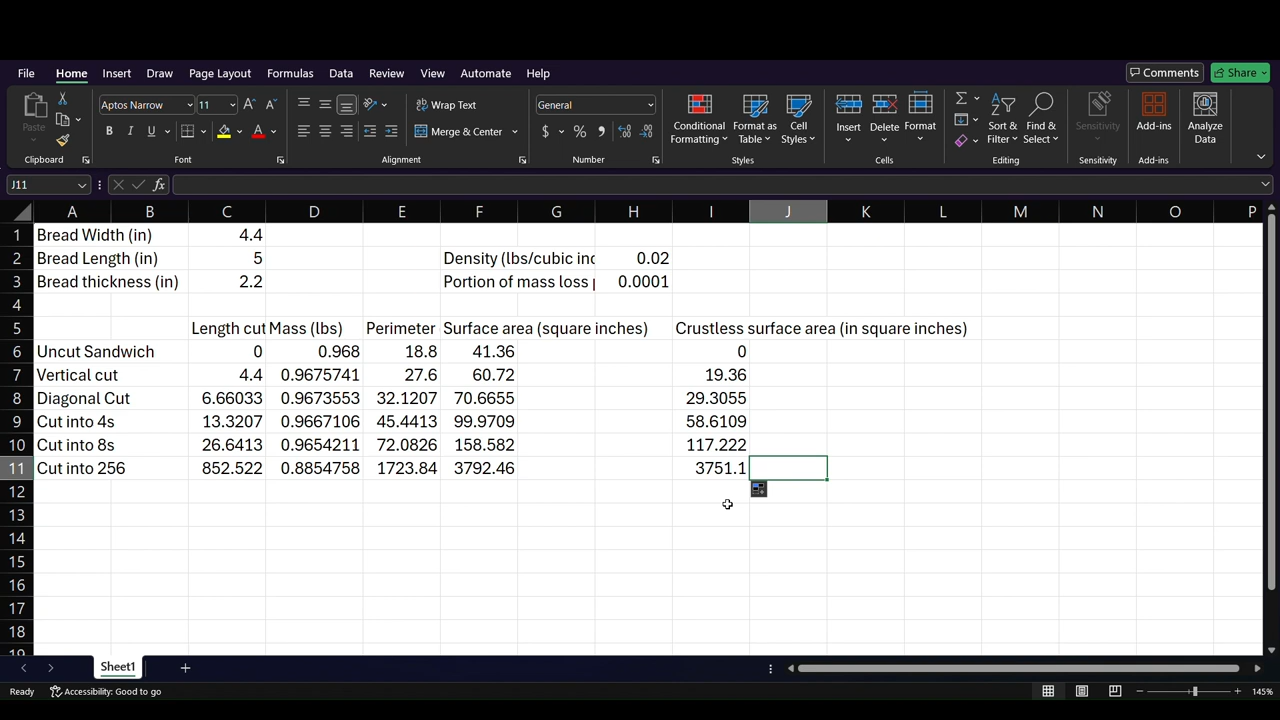 File Home Insert Draw Page Layout Formulas Data Review View Automate Help Comments Share
Paste Aptos Narrow 11 A A Wrap Text General Conditional Formatting Format as Table Cell Styles Insert Delete Format Sort & Filter Find & Select Sensitivity Add-ins Analyze Data
B I U A Merge & Center $ % 9
Clipboard Font Alignment Number Styles Cells Editing Sensitivity Add-ins
J11 fx
A B C D E F G H I J K L M N O P
1 Bread Width (in) 4.4
2 Bread Length (in) 5 Density (lbs/cubic inc 0.02
3 Bread thickness (in) 2.2 Portion of mass loss 0.0001
4
5 Length cut Mass (lbs) Perimeter Surface area (square inches) Crustless surface area (in square inches)
6 Uncut Sandwich 0 0.968 18.8 41.36 0
7 Vertical cut 4.4 0.9675741 27.6 60.72 19.36
8 Diagonal Cut 6.66033 0.9673553 32.1207 70.6655 29.3055
9 Cut into 4s 13.3207 0.9667106 45.4413 99.9709 58.6109
10 Cut into 8s 26.6413 0.9654211 72.0826 158.582 117.222
11 Cut into 256 852.522 0.8854758 1723.84 3792.46 3751.1
12
13
14
15
16
17
18
19
Sheet1
Ready Accessibility: Good to go 145%